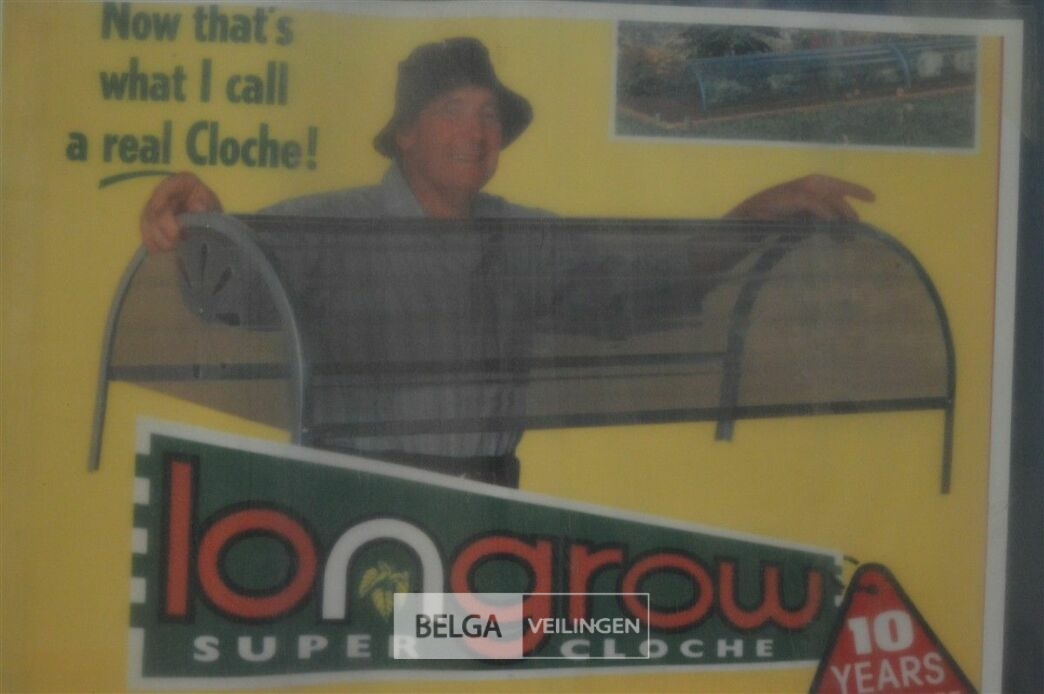 Now that's
what I call
a real Cloche!
longrow
SUPER CLOCHE
BELGA VEILINGEN
10
YEARS